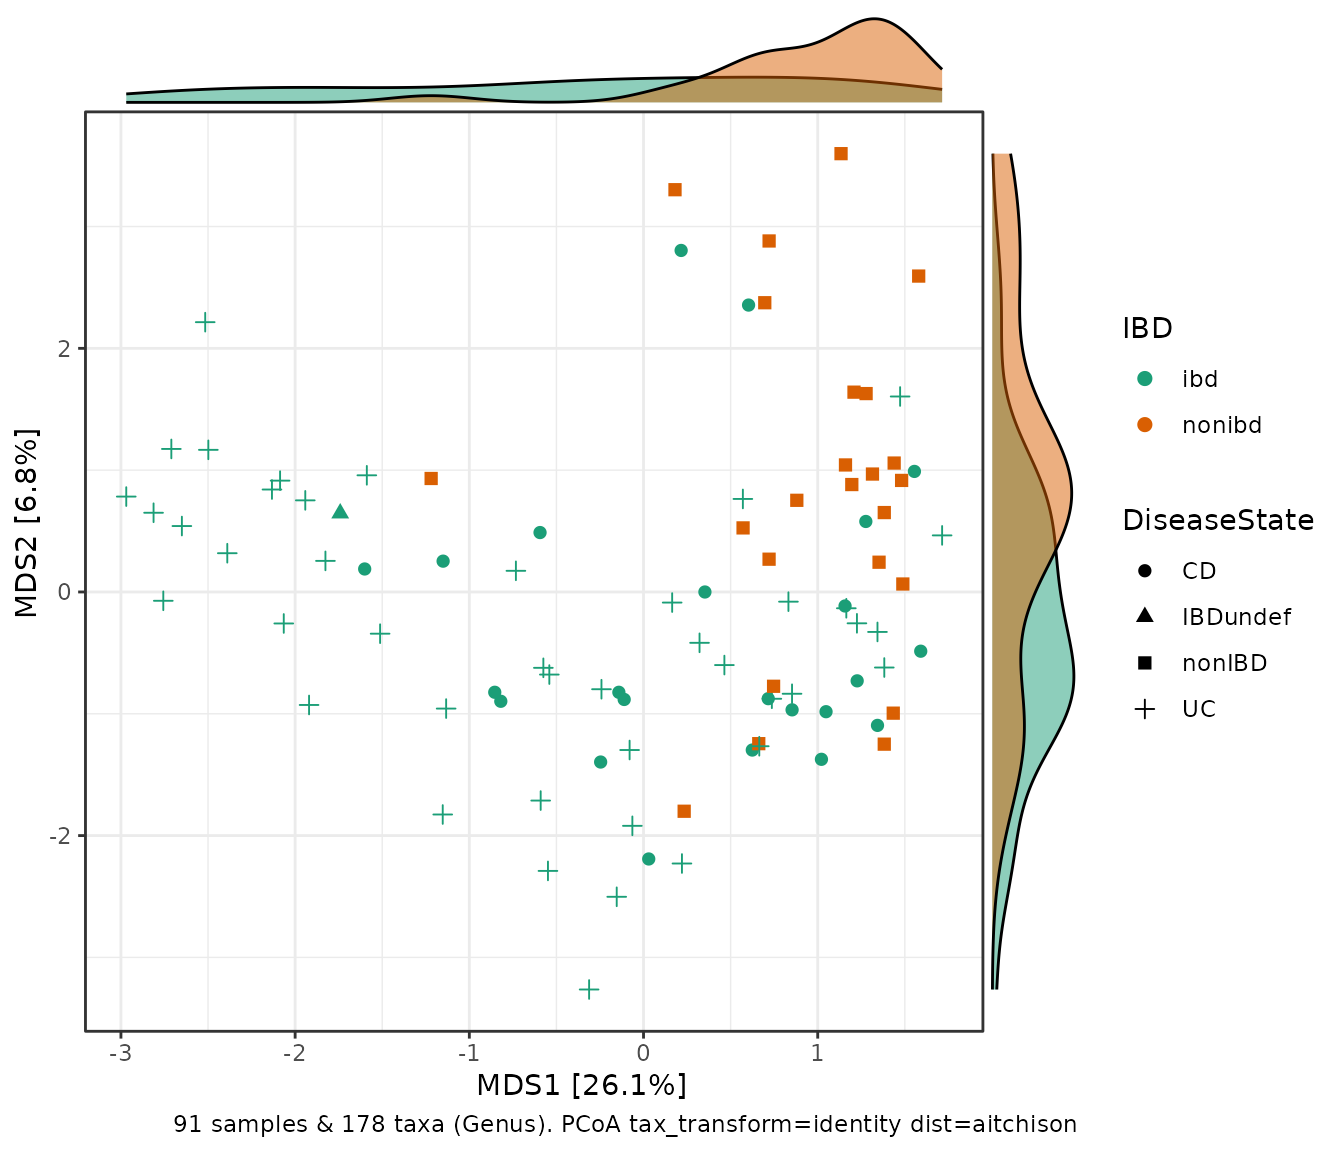 2
0
-2
MDS2 [6.8%]
-3
-2
-1
0
1
MDS1 [26.1%]
91 samples & 178 taxa (Genus). PCoA tax_transform=identity dist=aitchison
IBD
ibd
nonibd
DiseaseState
CD
IBDundef
nonIBD
UC